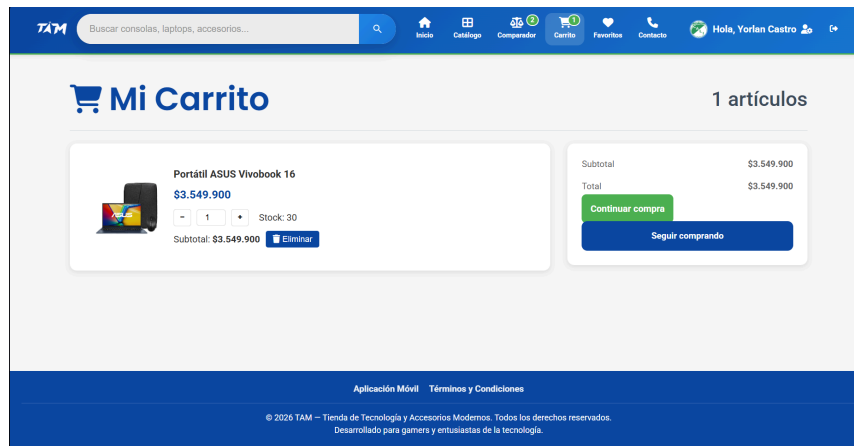 TAM
Buscar consolas, laptops, accesorios...
Inicio
Catálogo
Comparador
2
Carrito
1
Favoritos
Contacto
Hola, Yorlan Castro
Mi Carrito
1 artículos
Portátil ASUS Vivobook 16
$3.549.900
- 1 + Stock: 30
Subtotal: $3.549.900 Eliminar
ASUS
Subtotal $3.549.900
Total $3.549.900
Continuar compra
Seguir comprando
Aplicación Móvil Términos y Condiciones
© 2026 TAM — Tienda de Tecnología y Accesorios Modernos. Todos los derechos reservados.
Desarrollado para gamers y entusiastas de la tecnología.